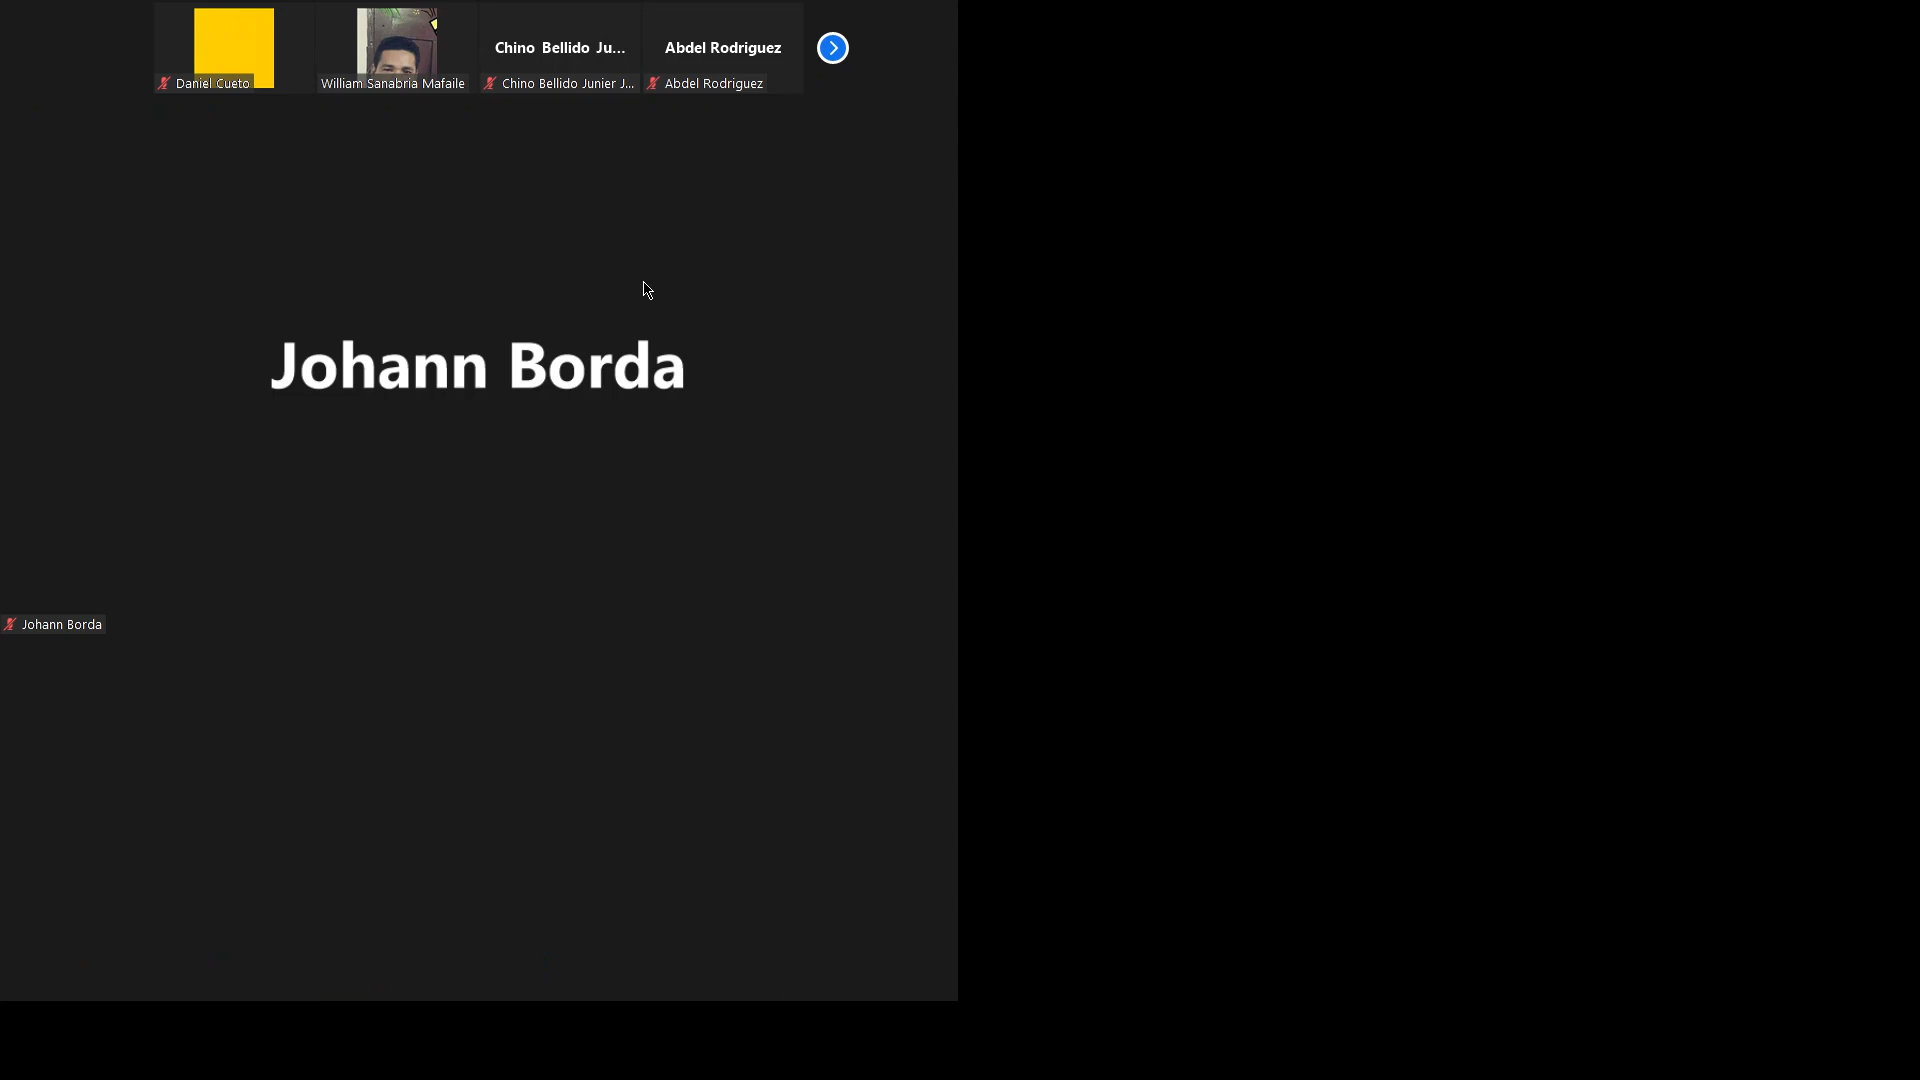 Chino Bellido Ju...
Abdel Rodriguez
Daniel Cueto
William Sanabria Mafaile
Chino Bellido Junier J...
Abdel Rodriguez
Johann Borda
Johann Borda